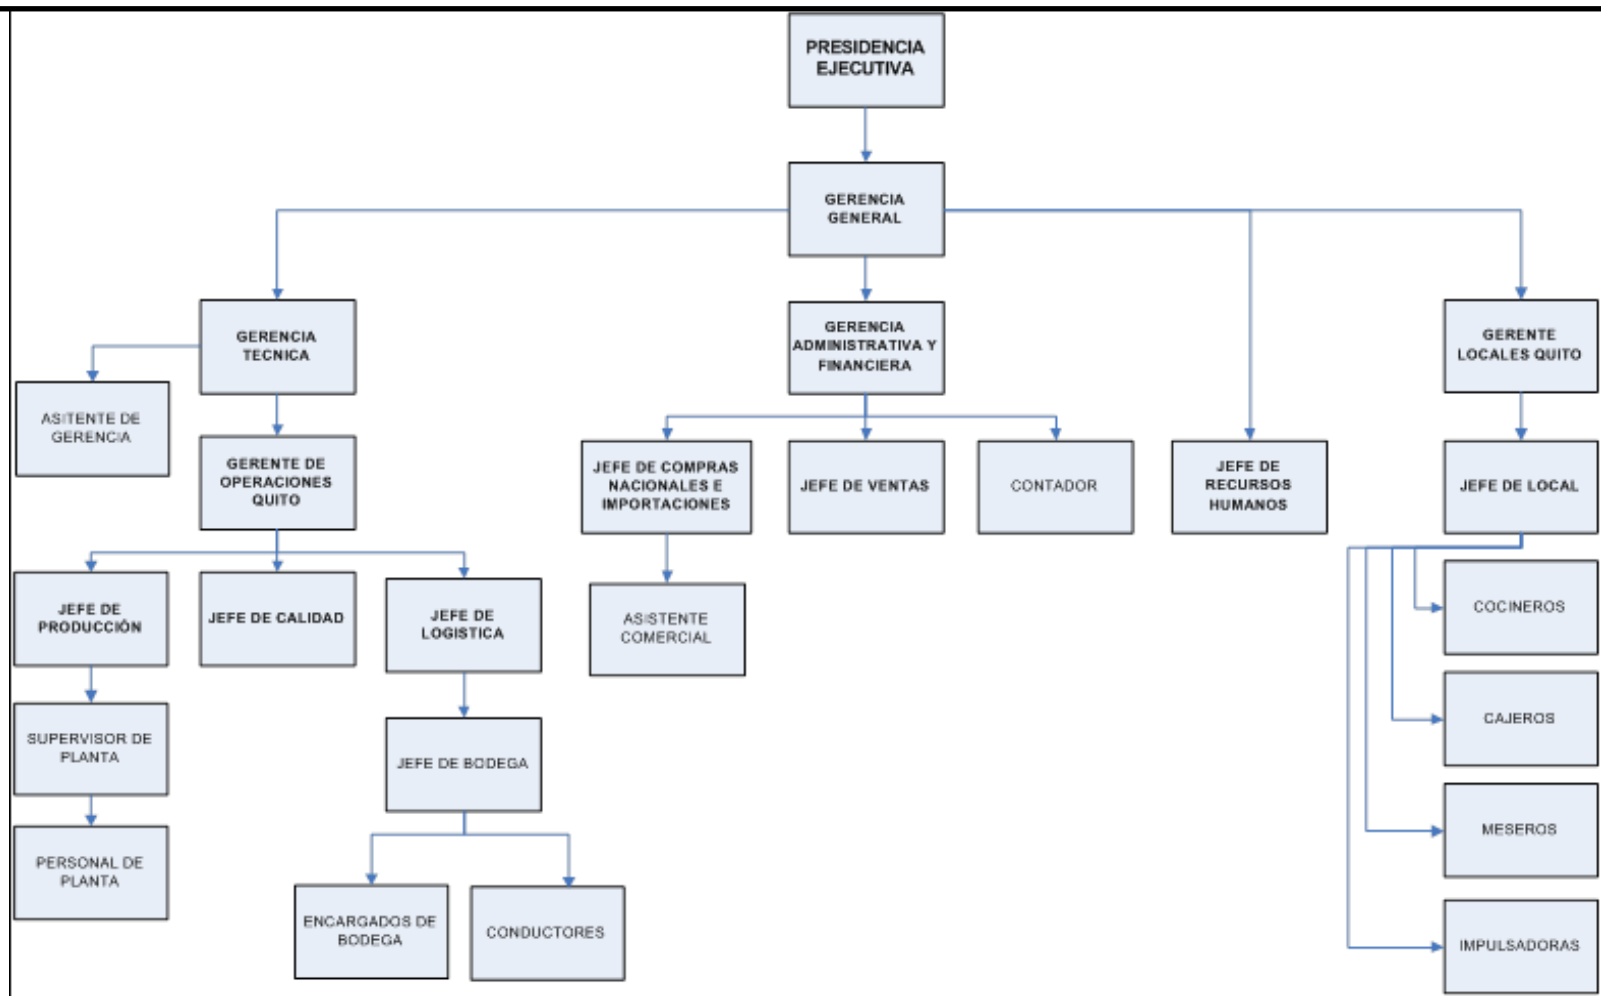 PRESIDENCIA
EJECUTIVA
GERENCIA
GENERAL
GERENCIA
TECNICA
GERENCIA
ADMINISTRATIVA Y
FINANCIERA
GERENTE
LOCALES QUITO
ASITENTE DE
GERENCIA
GERENTE DE
OPERACIONES
QUITO
JEFE DE COMPRAS
NACIONALES E
IMPORTACIONES
JEFE DE VENTAS
CONTADOR
JEFE DE
RECURSOS
HUMANOS
JEFE DE LOCAL
JEFE DE
PRODUCCIÓN
JEFE DE CALIDAD
JEFE DE
LOGISTICA
ASISTENTE
COMERCIAL
COCINEROS
SUPERVISOR DE
PLANTA
JEFE DE BODEGA
CAJEROS
PERSONAL DE
PLANTA
MESEROS
ENCARGADOS DE
BODEGA
CONDUCTORES
IMPULSADORAS